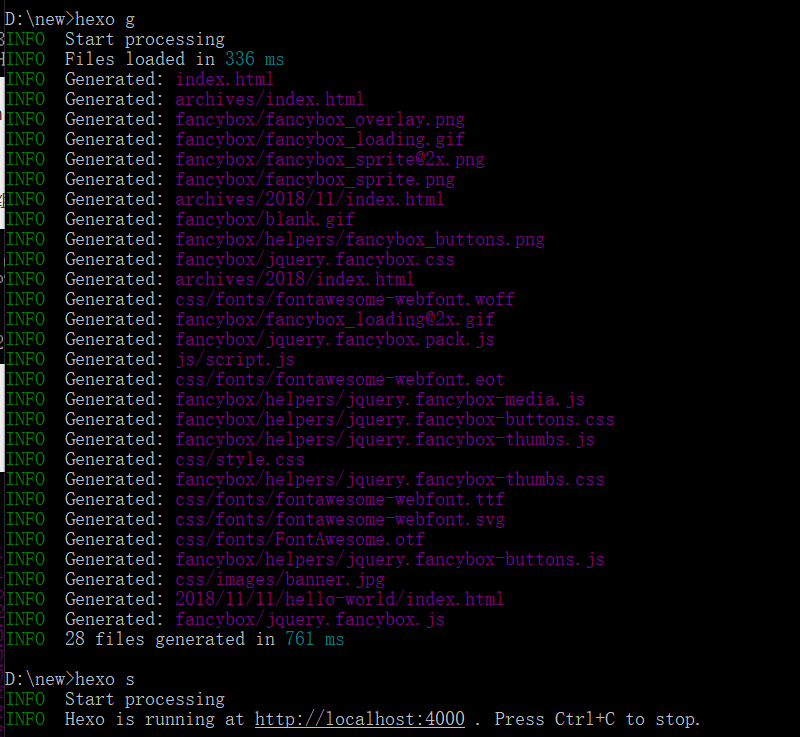 D:\new>hexo g
INFO  Start processing
INFO  Files loaded in 336 ms
INFO  Generated: index.html
INFO  Generated: archives/index.html
INFO  Generated: fancybox/fancybox_overlay.png
INFO  Generated: fancybox/fancybox_loading.gif
INFO  Generated: fancybox/fancybox_sprite@2x.png
INFO  Generated: fancybox/fancybox_sprite.png
INFO  Generated: archives/2018/11/index.html
INFO  Generated: fancybox/blank.gif
INFO  Generated: fancybox/helpers/fancybox_buttons.png
INFO  Generated: fancybox/jquery.fancybox.css
INFO  Generated: archives/2018/index.html
INFO  Generated: css/fonts/fontawesome-webfont.woff
INFO  Generated: fancybox/fancybox_loading@2x.gif
INFO  Generated: fancybox/jquery.fancybox.pack.js
INFO  Generated: js/script.js
INFO  Generated: css/fonts/fontawesome-webfont.eot
INFO  Generated: fancybox/helpers/jquery.fancybox-media.js
INFO  Generated: fancybox/helpers/jquery.fancybox-buttons.css
INFO  Generated: fancybox/helpers/jquery.fancybox-thumbs.js
INFO  Generated: css/style.css
INFO  Generated: fancybox/helpers/jquery.fancybox-thumbs.css
INFO  Generated: css/fonts/fontawesome-webfont.ttf
INFO  Generated: css/fonts/fontawesome-webfont.svg
INFO  Generated: css/fonts/FontAwesome.otf
INFO  Generated: fancybox/helpers/jquery.fancybox-buttons.js
INFO  Generated: css/images/banner.jpg
INFO  Generated: 2018/11/11/hello-world/index.html
INFO  Generated: fancybox/jquery.fancybox.js
INFO  28 files generated in 761 ms
D:\new>hexo s
INFO  Start processing
INFO  Hexo is running at http://localhost:4000 . Press Ctrl+C to stop.